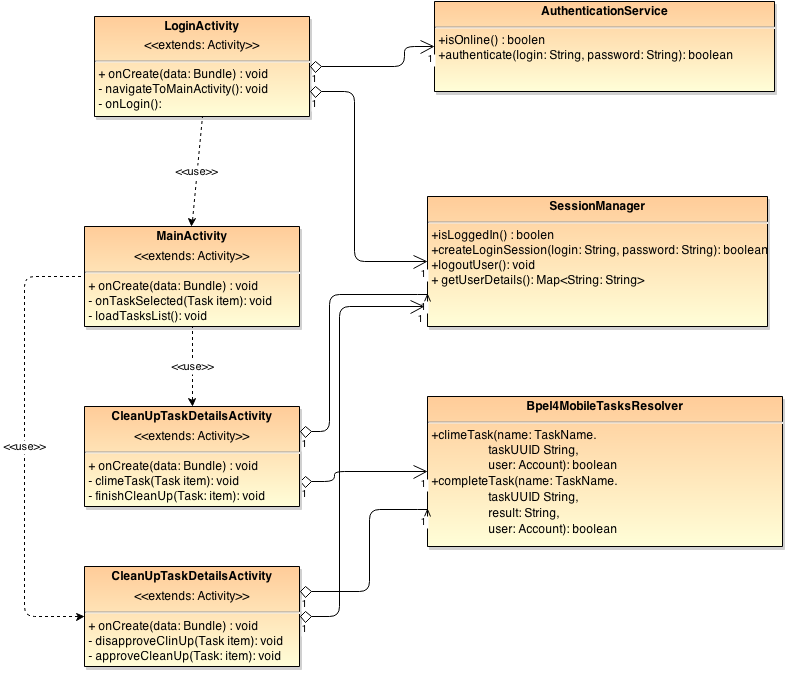 LoginActivity
<<extends: Activity>>
+ onCreate(data: Bundle) : void
- navigateToMainActivity(): void
- onLogin():
AuthenticationService
+isOnline() : boolen
+authenticate(login: String, password: String): boolean
1
1
1
<<use>>
SessionManager
+isLoggedIn() : boolen
+createLoginSession(login: String, password: String): boolean
+logoutUser(): void
+ getUserDetails(): Map<String: String>
1
1
MainActivity
<<extends: Activity>>
+ onCreate(data: Bundle) : void
- onTaskSelected(Task item): void
- loadTasksList(): void
<<use>>
<<use>>
CleanUpTaskDetailsActivity
<<extends: Activity>>
+ onCreate(data: Bundle) : void
- climeTask(Task item): void
- finishCleanUp(Task: item): void
1
1
Bpel4MobileTasksResolver
+climeTask(name: TaskName.
taskUUID String,
user: Account): boolean
+completeTask(name: TaskName.
taskUUID String,
result: String,
user: Account): boolean
1
1
CleanUpTaskDetailsActivity
<<extends: Activity>>
+ onCreate(data: Bundle) : void
- disapproveClinUp(Task item): void
- approveCleanUp(Task: item): void
1
1